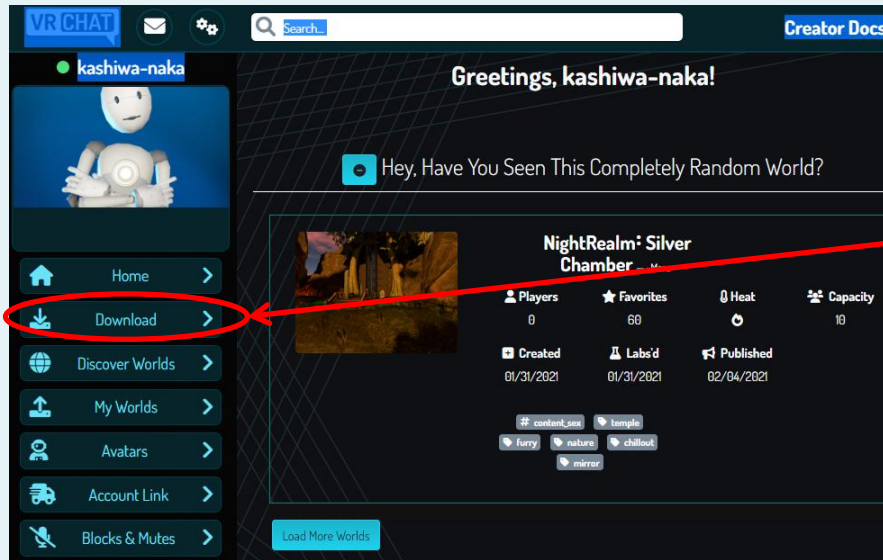 VRCHAT
Search...
Creator Docs
kashiwa-naka
Greetings, kashiwa-naka!
Hey, Have You Seen This Completely Random World?
NightRealm: Silver
Chamber
Players
Favorites
Heat
Capacity
0
60
10
Created
Labs'd
Published
01/31/2021
01/31/2021
02/04/2021
# content_sex
temple
furry
nature
chillout
mirror
Load More Worlds
Home
Download
Discover Worlds
My Worlds
Avatars
Account Link
Blocks & Mutes